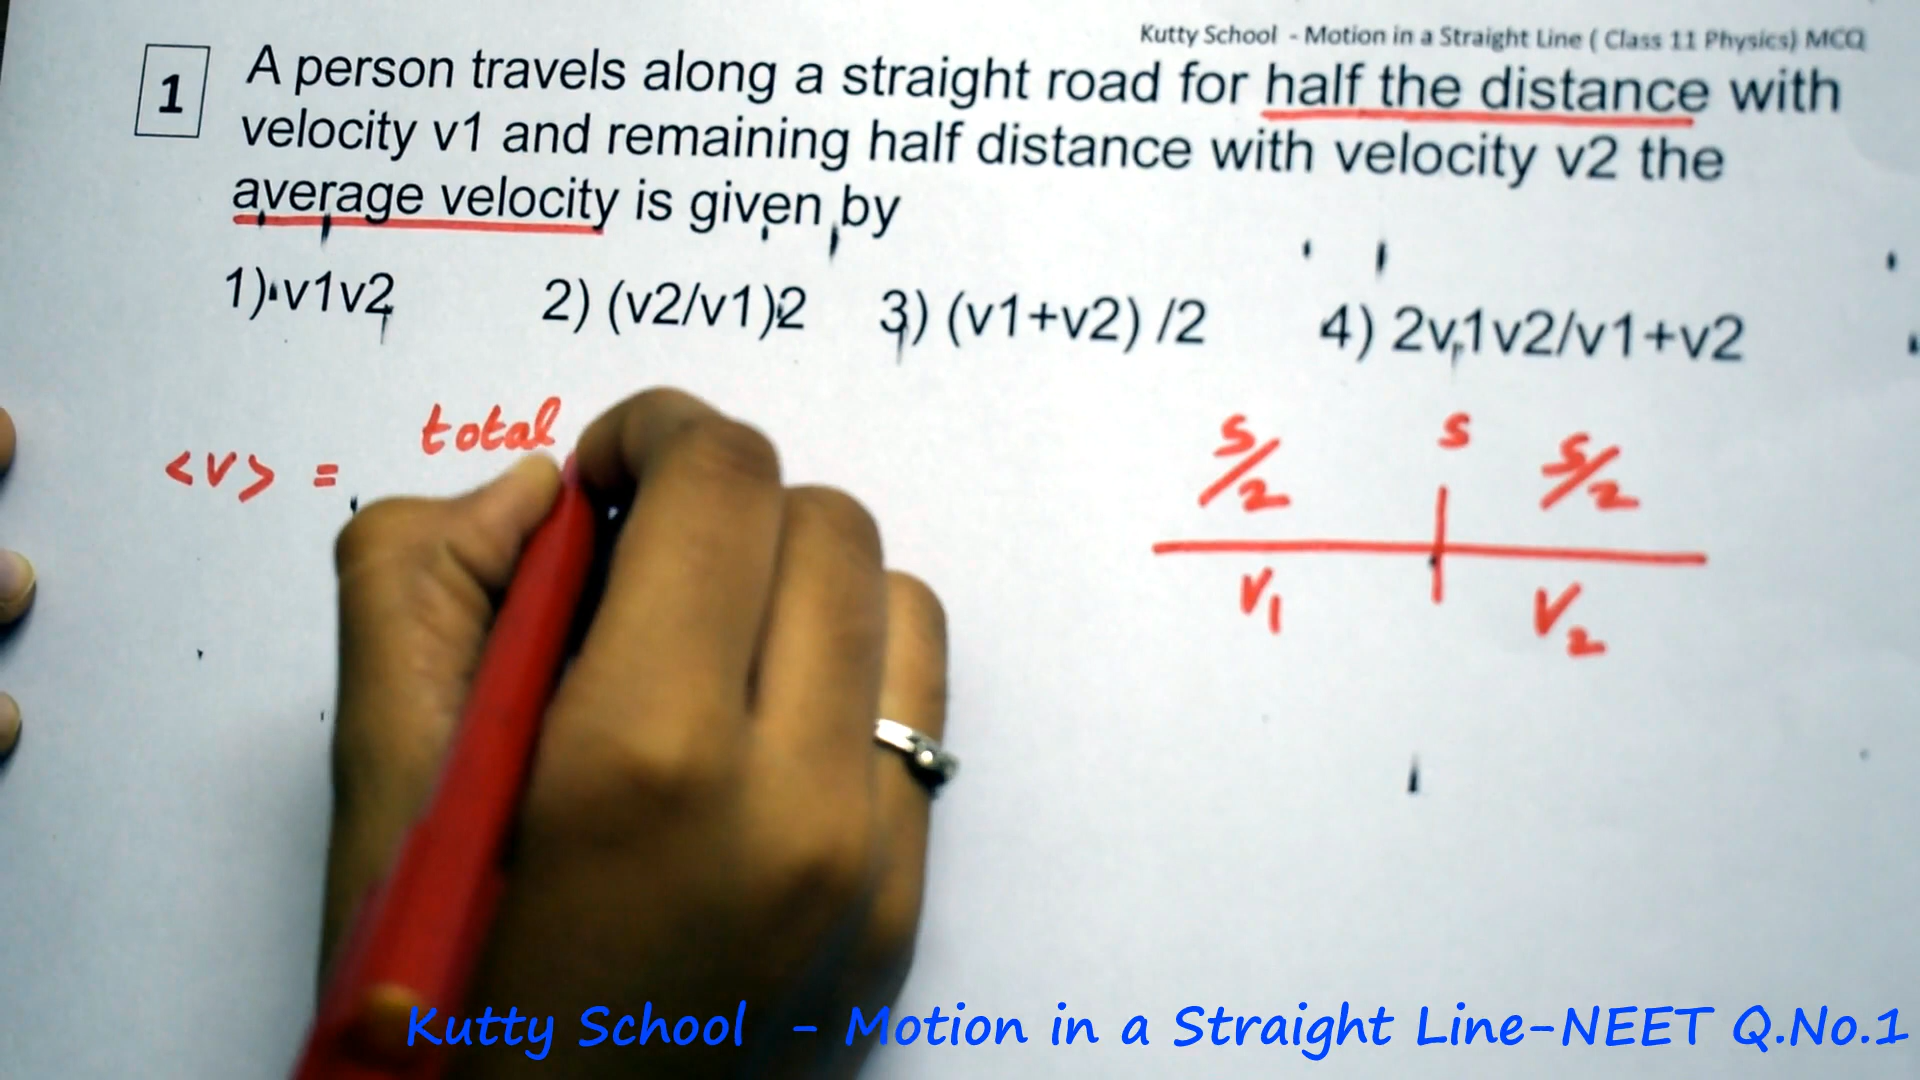 Kutty School - Motion in a Straight Line ( Class 11 Physics) MCQ
1
A person travels along a straight road for half the distance with
velocity v1 and remaining half distance with velocity v2 the
average velocity is given by
1) v1v2 2) (v2/v1)2 3) (v1+v2) /2 4) 2v1v2/v1+v2
<v> = total
S/2 S S/2
V1 V2
Kutty School - Motion in a Straight Line-NEET Q.No.1